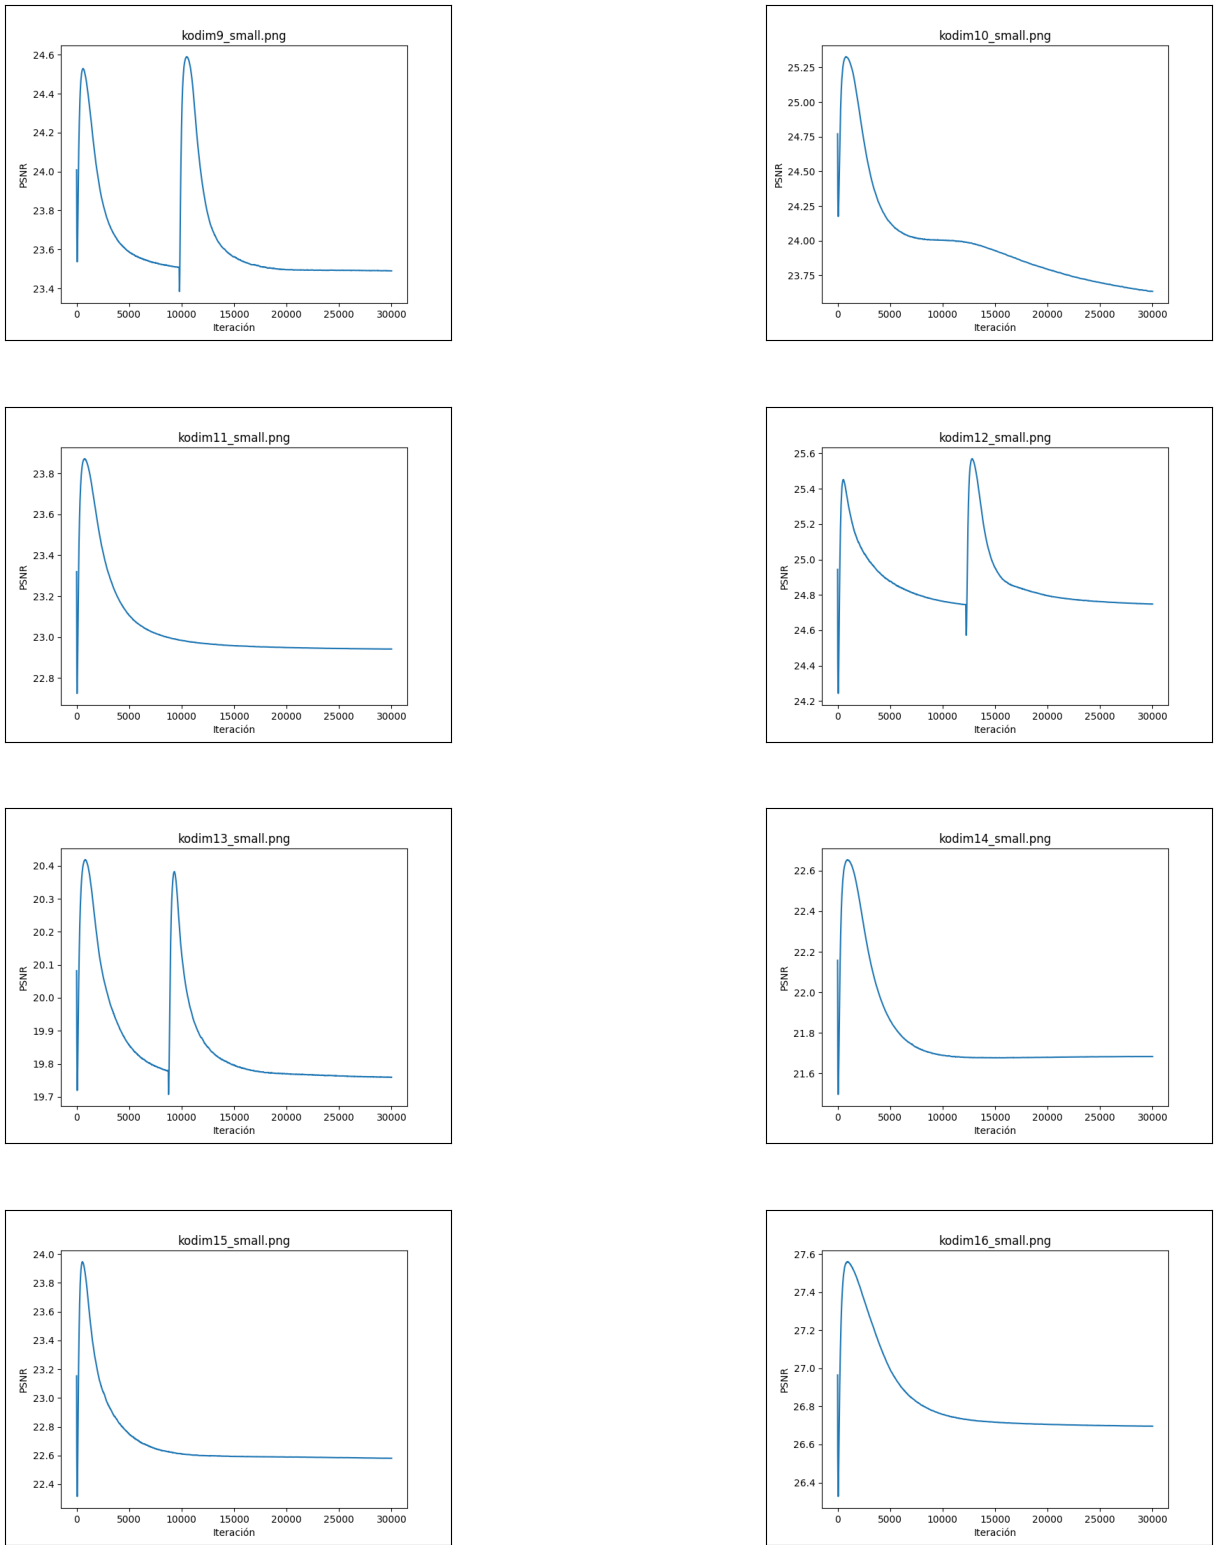 kodim9_small.png
24.6
24.4
24.2
24.0
23.8
23.6
23.4
PSNR
0 5000 10000 15000 20000 25000 30000
Iteración
kodim10_small.png
25.25
25.00
24.75
24.50
24.25
24.00
23.75
PSNR
0 5000 10000 15000 20000 25000 30000
Iteración
kodim11_small.png
23.8
23.6
23.4
23.2
23.0
22.8
PSNR
0 5000 10000 15000 20000 25000 30000
Iteración
kodim12_small.png
25.6
25.4
25.2
25.0
24.8
24.6
24.4
24.2
PSNR
0 5000 10000 15000 20000 25000 30000
Iteración
kodim13_small.png
20.4
20.3
20.2
20.1
20.0
19.9
19.8
19.7
PSNR
0 5000 10000 15000 20000 25000 30000
Iteración
kodim14_small.png
22.6
22.4
22.2
22.0
21.8
21.6
PSNR
0 5000 10000 15000 20000 25000 30000
Iteración
kodim15_small.png
24.0
23.8
23.6
23.4
23.2
23.0
22.8
22.6
22.4
PSNR
0 5000 10000 15000 20000 25000 30000
Iteración
kodim16_small.png
27.6
27.4
27.2
27.0
26.8
26.6
26.4
PSNR
0 5000 10000 15000 20000 25000 30000
Iteración